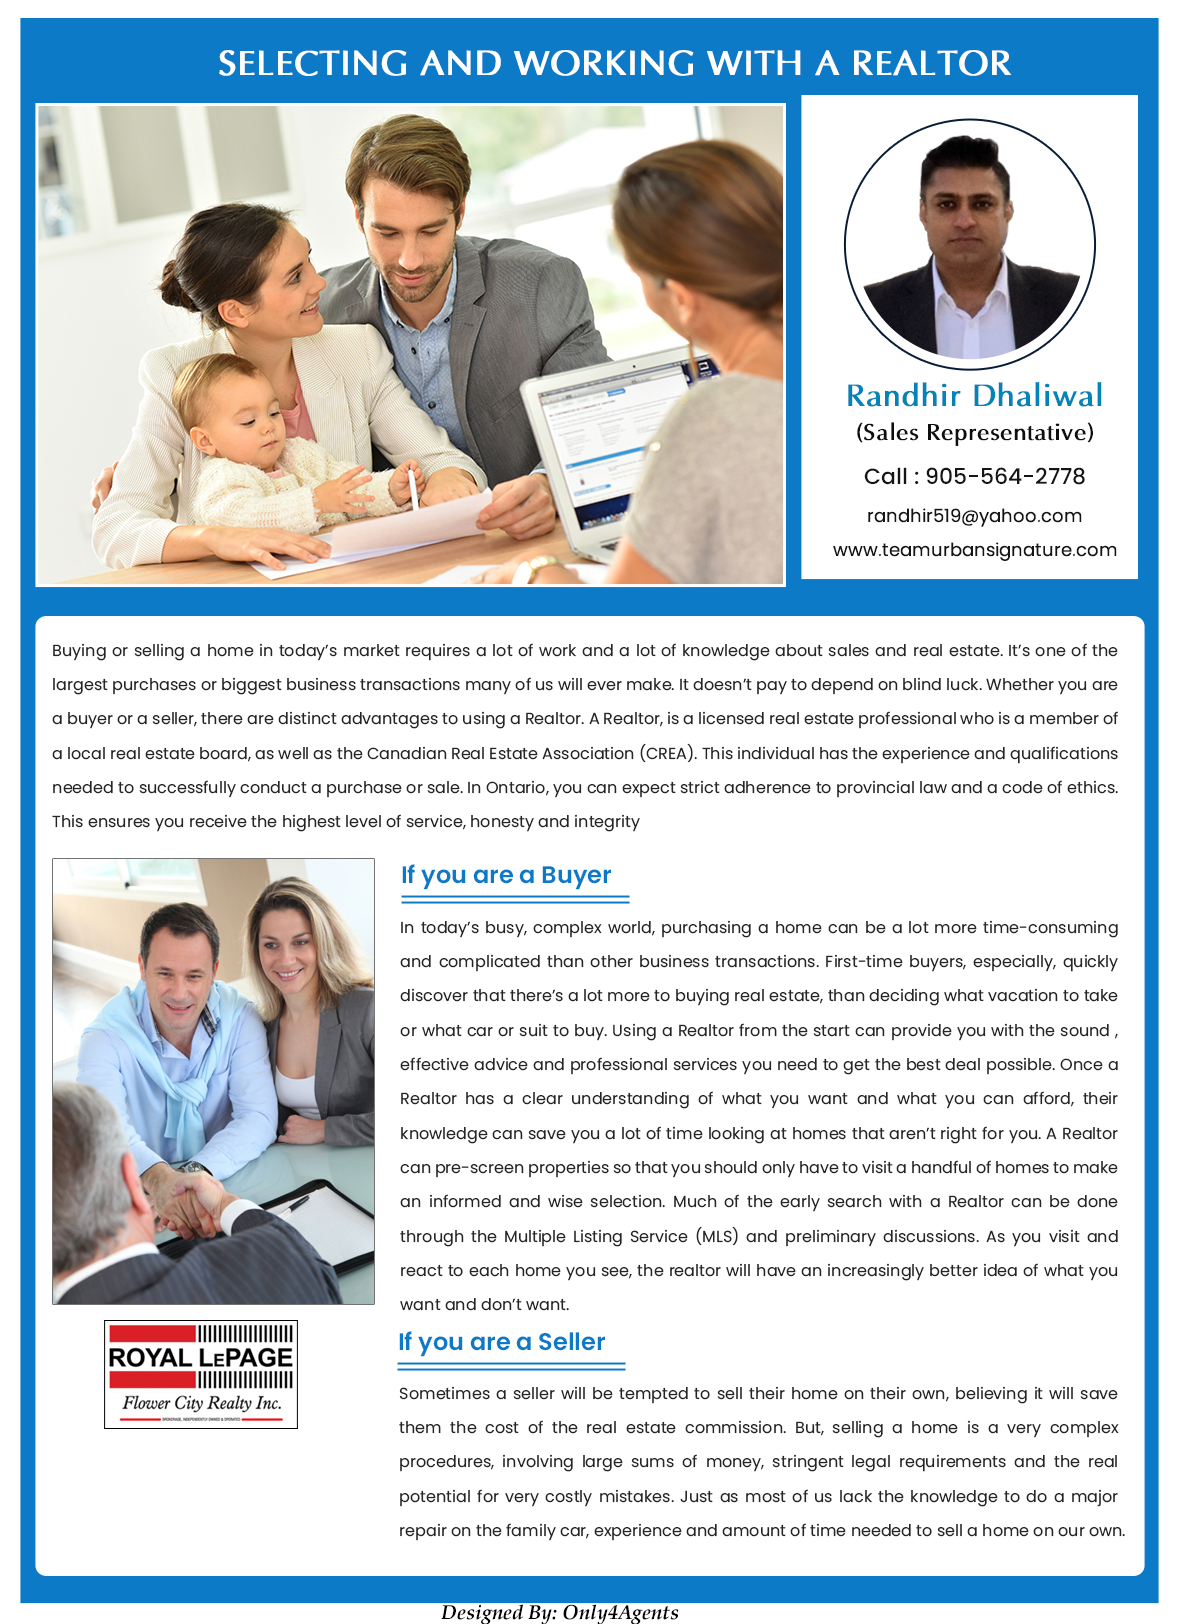 SELECTING AND WORKING WITH A REALTOR
Randhir Dhaliwal
(Sales Representative)
Call : 905-564-2778
randhir519@yahoo.com
www.teamurbansignature.com
Buying or selling a home in today’s market requires a lot of work and a lot of knowledge about sales and real estate. It’s one of the
largest purchases or biggest business transactions many of us will ever make. It doesn’t pay to depend on blind luck. Whether you are
a buyer or a seller, there are distinct advantages to using a Realtor. A Realtor, is a licensed real estate professional who is a member of
a local real estate board, as well as the Canadian Real Estate Association (CREA). This individual has the experience and qualifications
needed to successfully conduct a purchase or sale. In Ontario, you can expect strict adherence to provincial law and a code of ethics.
This ensures you receive the highest level of service, honesty and integrity
If you are a Buyer
In today’s busy, complex world, purchasing a home can be a lot more time-consuming
and complicated than other business transactions. First-time buyers, especially, quickly
discover that there’s a lot more to buying real estate, than deciding what vacation to take
or what car or suit to buy. Using a Realtor from the start can provide you with the sound ,
effective advice and professional services you need to get the best deal possible. Once a
Realtor has a clear understanding of what you want and what you can afford, their
knowledge can save you a lot of time looking at homes that aren’t right for you. A Realtor
can pre-screen properties so that you should only have to visit a handful of homes to make
an informed and wise selection. Much of the early search with a Realtor can be done
through the Multiple Listing Service (MLS) and preliminary discussions. As you visit and
react to each home you see, the realtor will have an increasingly better idea of what you
want and don’t want.
ROYAL LEPAGE
Flower City Realty Inc.
BROKERAGE, INDEPENDENTLY OWNED & OPERATED
If you are a Seller
Sometimes a seller will be tempted to sell their home on their own, believing it will save
them the cost of the real estate commission. But, selling a home is a very complex
procedures, involving large sums of money, stringent legal requirements and the real
potential for very costly mistakes. Just as most of us lack the knowledge to do a major
repair on the family car, experience and amount of time needed to sell a home on our own.
Designed By: Only4Agents